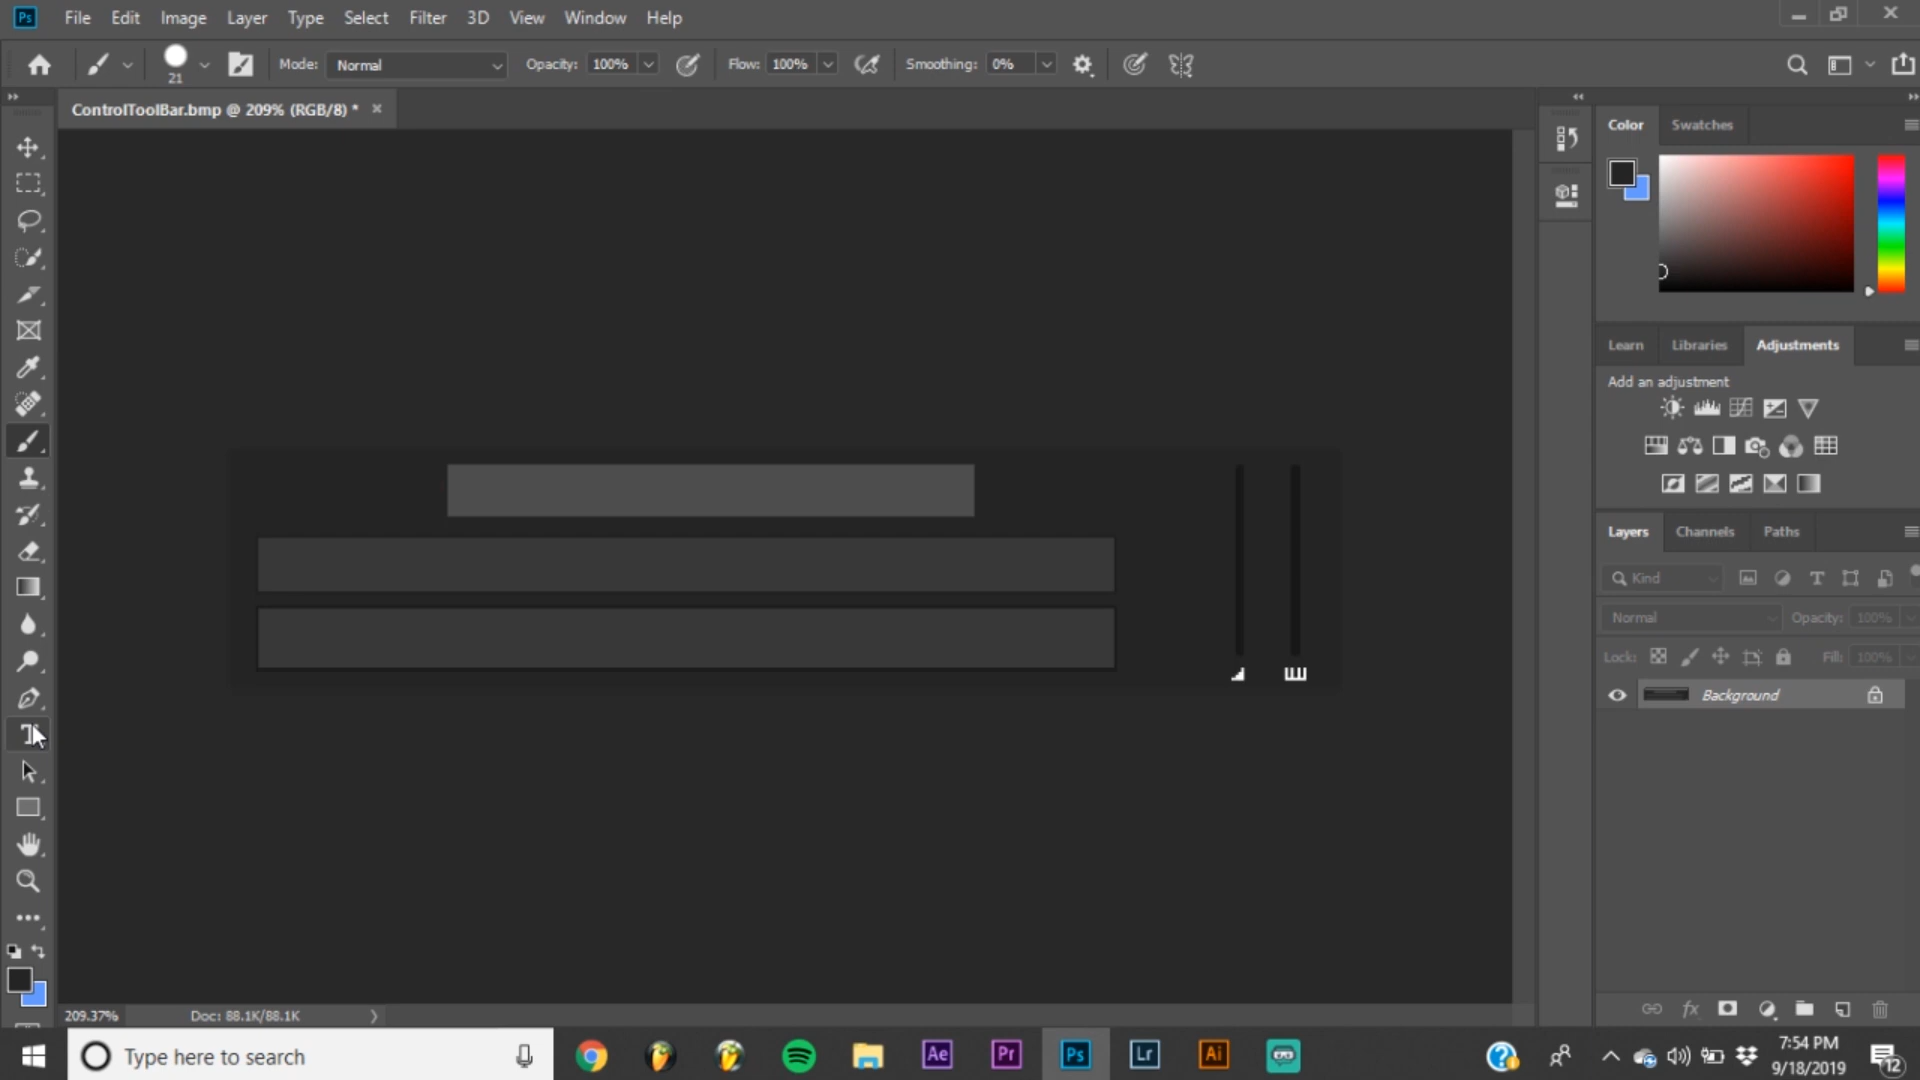 Ps File Edit Image Layer Type Select Filter 3D View Window Help
21 Mode: Normal Opacity: 100% Flow: 100% Smoothing: 0%
ControlToolBar.bmp @ 209% (RGB/8) *
Color Swatches
Learn Libraries Adjustments
Add an adjustment
Layers Channels Paths
Kind
Normal Opacity: 100%
Lock: Fill: 100%
Background
fx
209.37% Doc: 88.1K/88.1K
Type here to search Ae Pr Ps Lr Ai
7:54 PM
9/18/2019
12